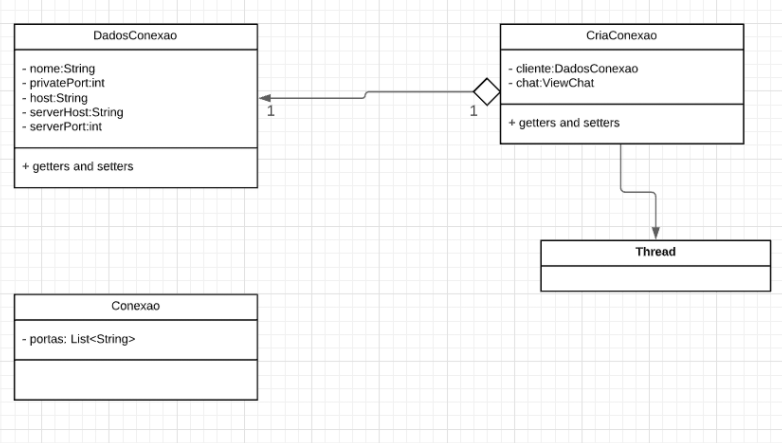 DadosConexao
- nome:String
- privatePort:int
- host:String
- serverHost:String
- serverPort:int
+ getters and setters
1
1
CriaConexao
- cliente:DadosConexao
- chat:ViewChat
+ getters and setters
Thread
Conexao
- portas: List<String>